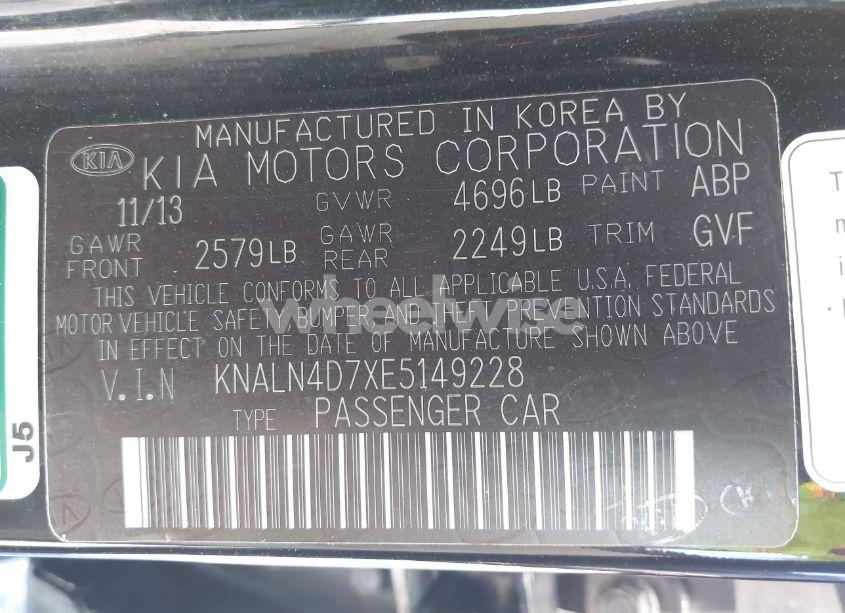 MANUFACTURED IN KOREA BY
KIA KIA MOTORS CORPORATION
11/13 GVWR 4696LB PAINT ABP
GAWR FRONT 2579LB GAWR REAR 2249LB TRIM GVF
THIS VEHICLE CONFORMS TO ALL APPLICABLE U.S.A. FEDERAL
MOTOR VEHICLE SAFETY, BUMPER AND THEFT PREVENTION STANDARDS
IN EFFECT ON THE DATE OF MANUFACTURE SHOWN ABOVE
V.I.N KNALN4D7XE5149228
TYPE PASSENGER CAR
wheelwise
J5